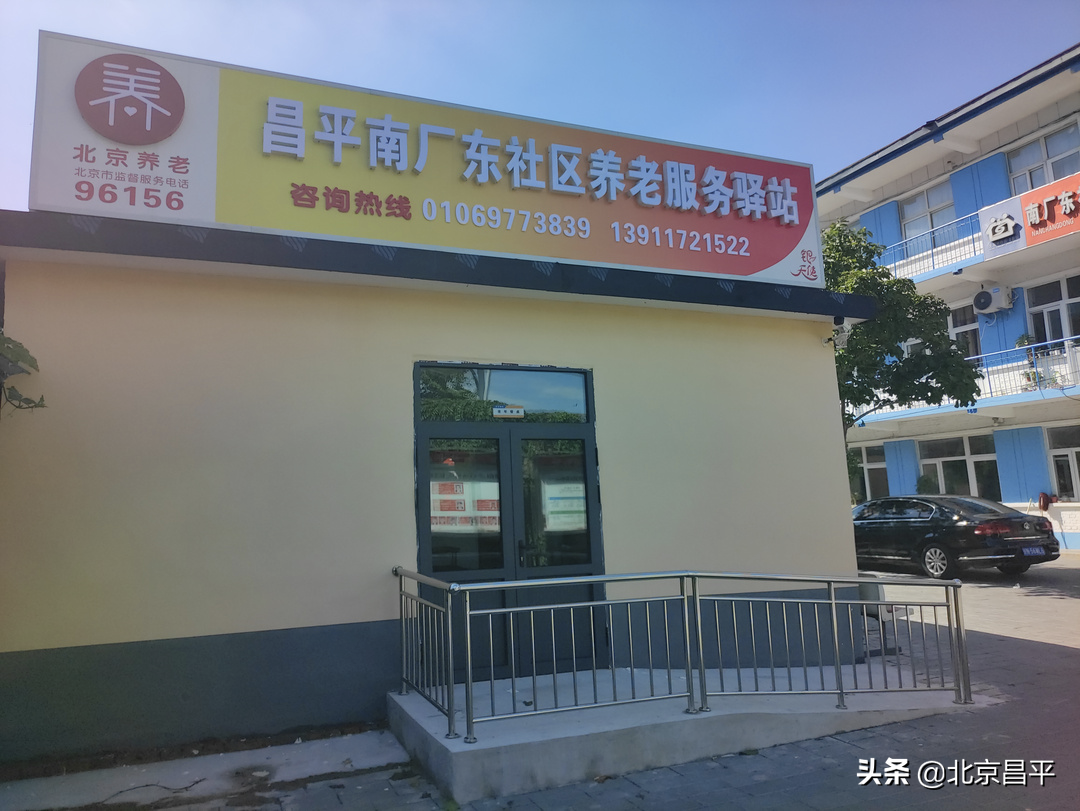 养
北京养老
北京市监督服务电话
96156
昌平南厂东社区养老服务驿站
咨询热线 01069773839 13911721522
南厂东
头条 @北京昌平